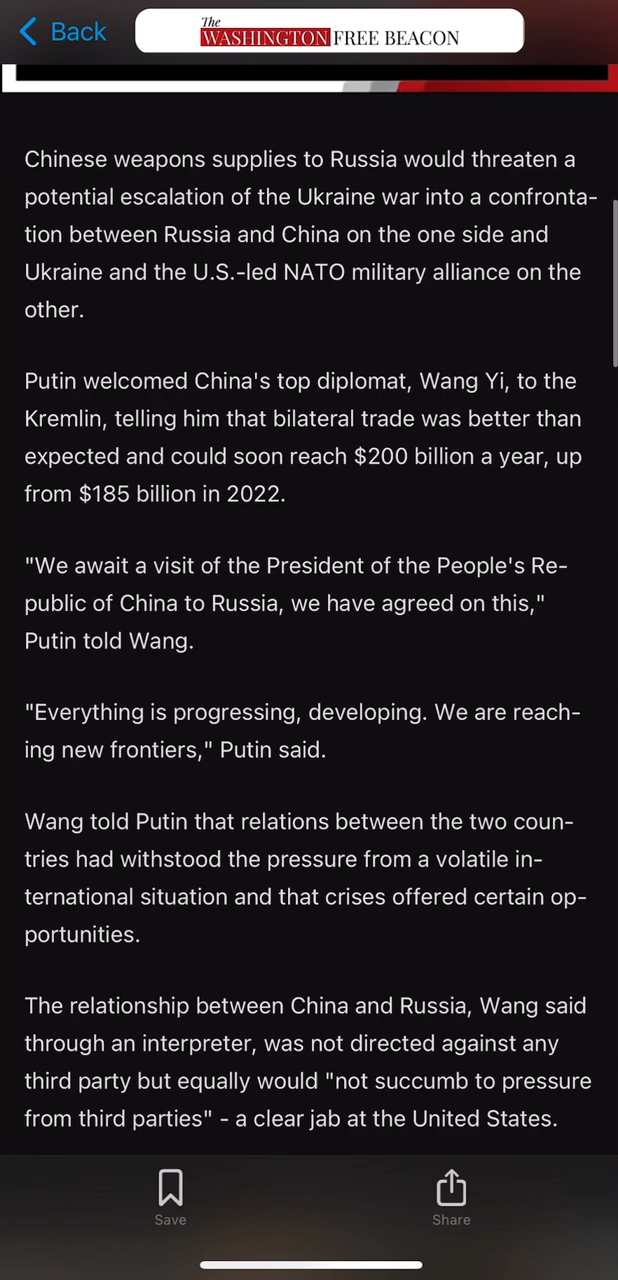 Back
The
WASHINGTON FREE BEACON
Chinese weapons supplies to Russia would threaten a
potential escalation of the Ukraine war into a confronta-
tion between Russia and China on the one side and
Ukraine and the U.S.-led NATO military alliance on the
other.
Putin welcomed China's top diplomat, Wang Yi, to the
Kremlin, telling him that bilateral trade was better than
expected and could soon reach $200 billion a year, up
from $185 billion in 2022.
"We await a visit of the President of the People's Re-
public of China to Russia, we have agreed on this,"
Putin told Wang.
"Everything is progressing, developing. We are reach-
ing new frontiers," Putin said.
Wang told Putin that relations between the two coun-
tries had withstood the pressure from a volatile in-
ternational situation and that crises offered certain op-
portunities.
The relationship between China and Russia, Wang said
through an interpreter, was not directed against any
third party but equally would "not succumb to pressure
from third parties" - a clear jab at the United States.
Save
Share